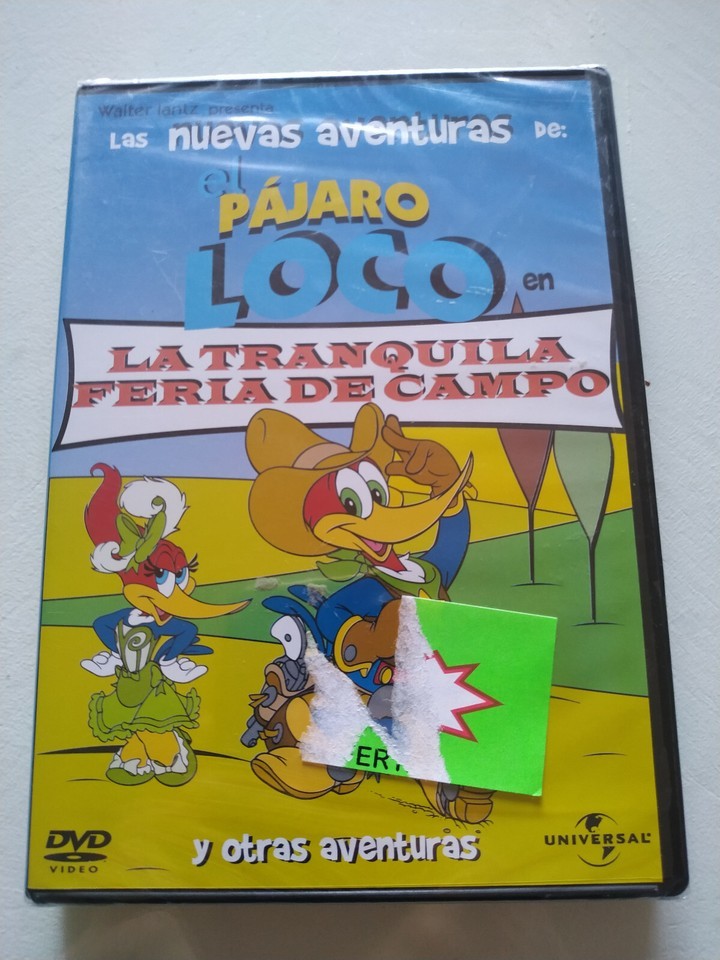 Walter lantz presenta
Las nuevas aventuras de:
el
PÁJARO
LOCO en
LA TRANQUILA
FERIA DE CAMPO
y otras aventuras
DVD
VIDEO
UNIVERSAL